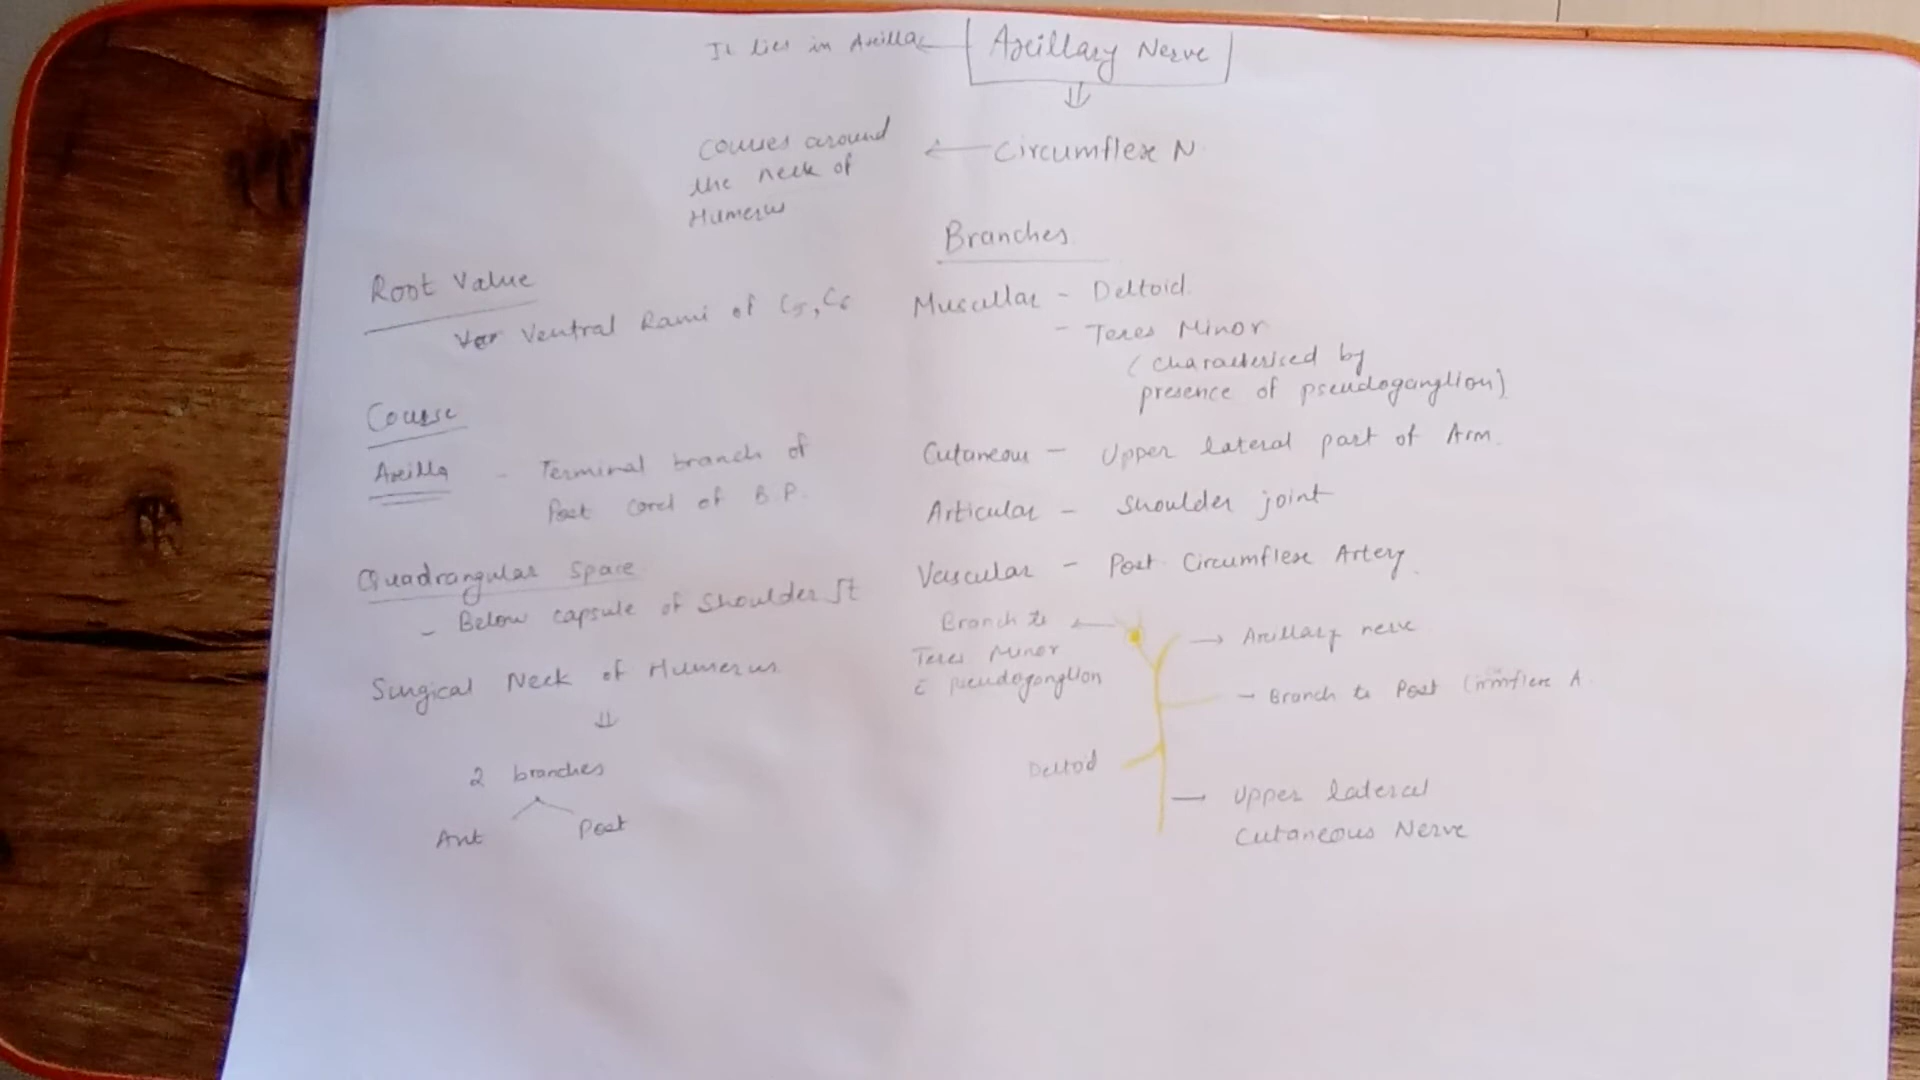 It lies in Axilla ← Axillary Nerve
⇓
Courses around ← Circumflex N
the neck of
Humerus
Root Value
Ventral Rami of C5, C6
Course
Axilla - Terminal branch of
Post Cord of B.P.
Quadrangular Space
- Below capsule of Shoulder Jt
Surgical Neck of Humerus
⇓
2 branches
Ant Post
Branches
Muscular - Deltoid
- Teres Minor
(characterised by
presence of pseudoganglion)
Cutaneous - Upper lateral part of Arm.
Articular - Shoulder joint
Vascular - Post. Circumflex Artery.
Branch to ←
Teres Minor
c̄ pseudoganglion
→ Axillary nerve
- Branch to Post Circumflex A.
Deltod
- Upper lateral
Cutaneous Nerve